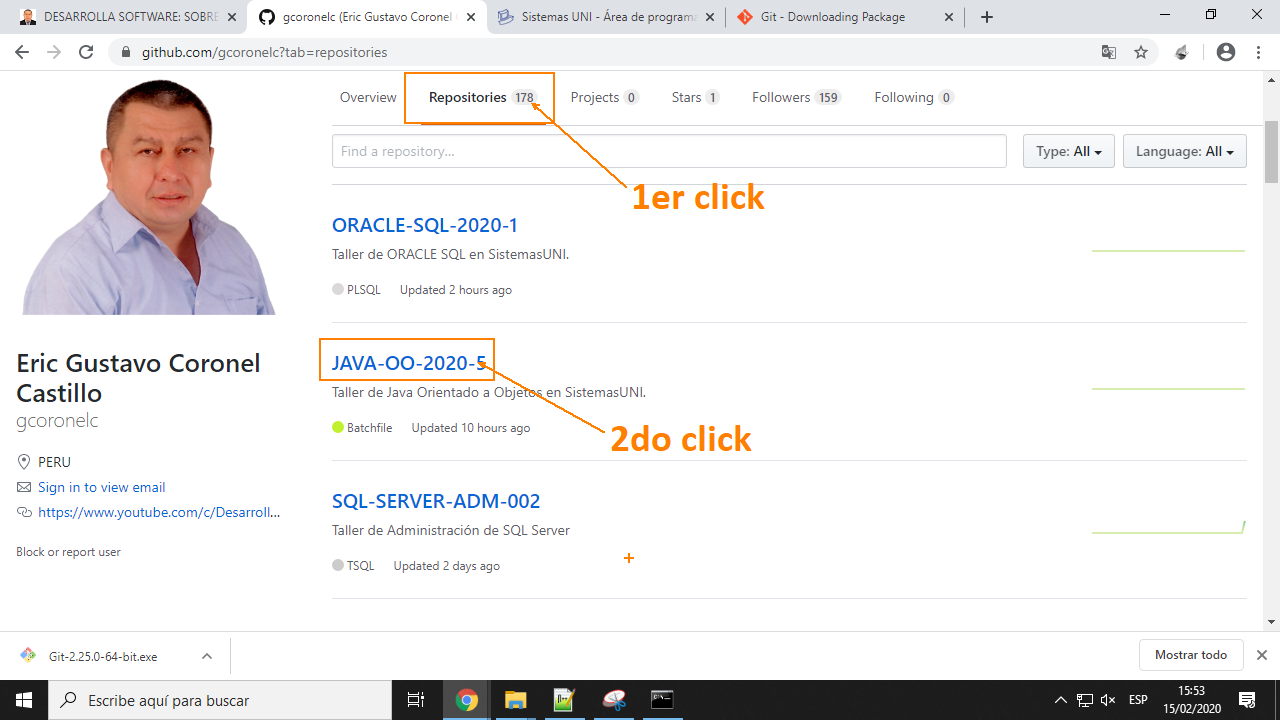 DESARROLLA SOFTWARE: SOBRE
gcoronelc (Eric Gustavo Coronel
Sistemas UNI - Área de programa
Git - Downloading Package
github.com/gcoronelc?tab=repositories
Overview
Repositories 178
Projects 0
Stars 1
Followers 159
Following 0
Find a repository...
Type: All
Language: All
1er click
ORACLE-SQL-2020-1
Taller de ORACLE SQL en SistemasUNI.
PLSQL
Updated 2 hours ago
JAVA-OO-2020-5
Taller de Java Orientado a Objetos en SistemasUNI.
Batchfile
Updated 10 hours ago
2do click
SQL-SERVER-ADM-002
Taller de Administración de SQL Server
TSQL
Updated 2 days ago
Eric Gustavo Coronel
Castillo
gcoronelc
PERU
Sign in to view email
https://www.youtube.com/c/Desarroll...
Block or report user
Git-2.25.0-64-bit.exe
Mostrar todo
Escribe aquí para buscar
ESP
15:53
15/02/2020